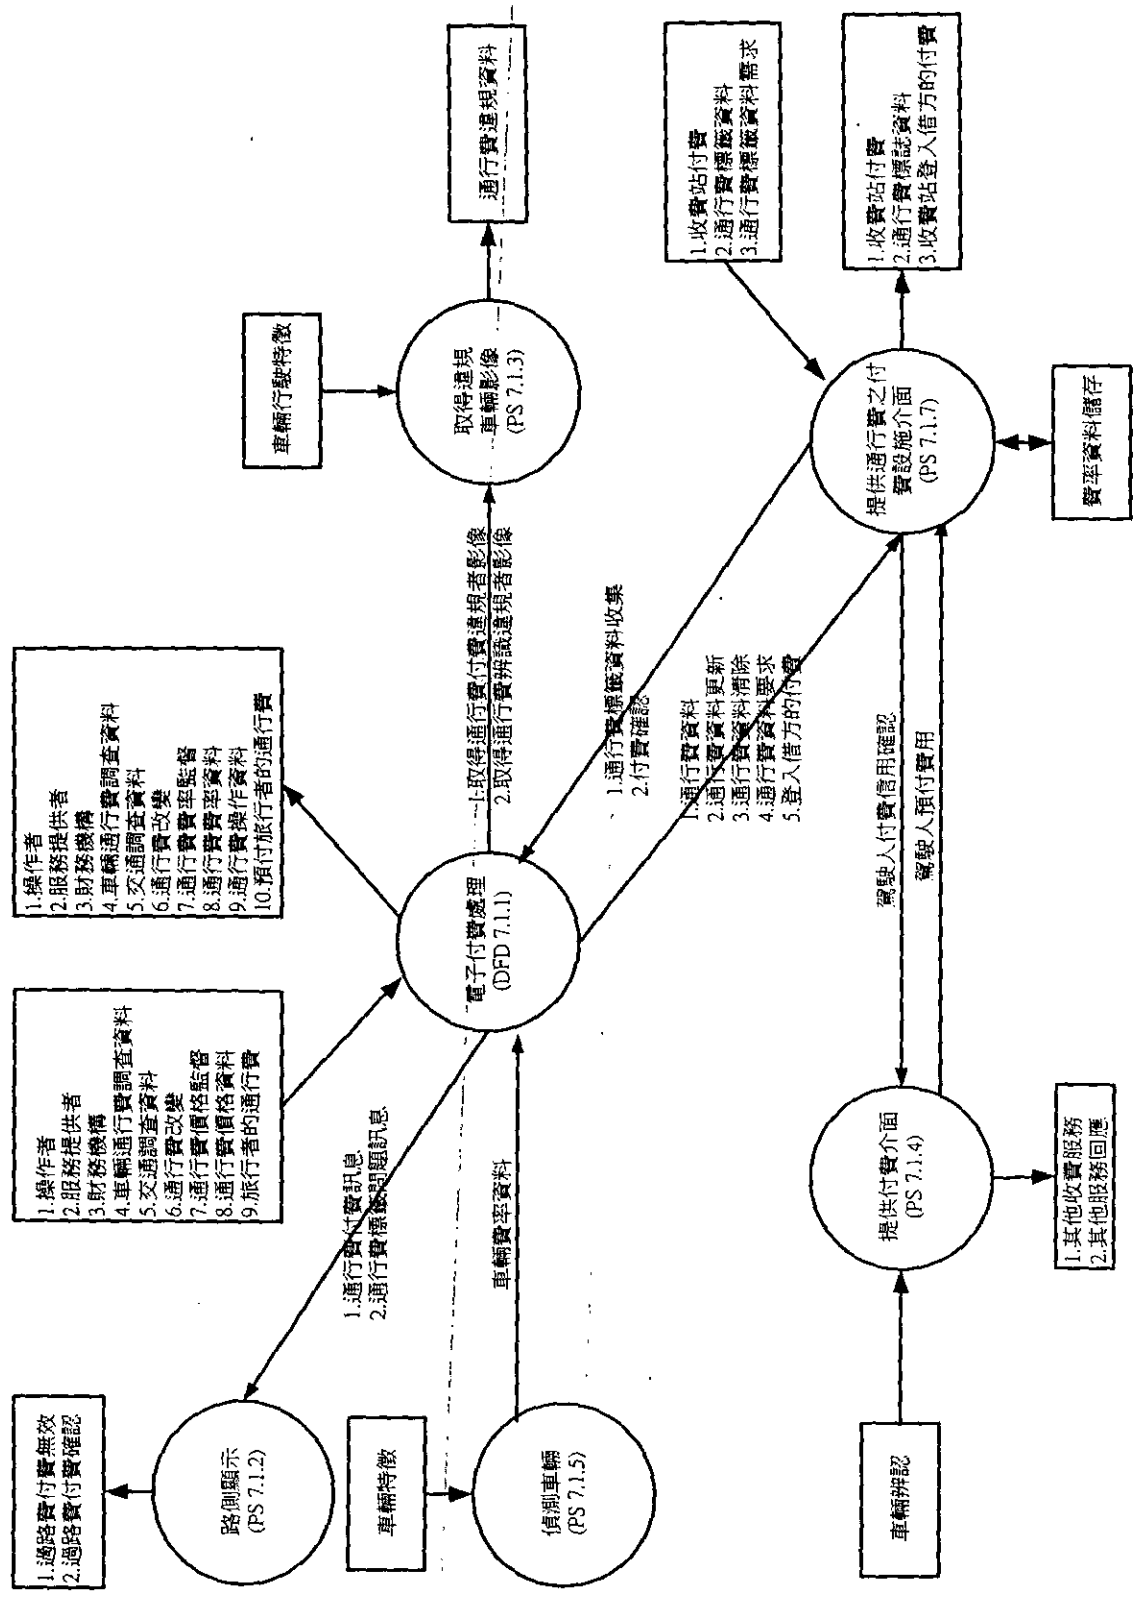 1.過路費付費無效
2.過路費付費確認
路側顯示
(PS 7.1.2)
1.操作者
2.服務提供者
3.財務機構
4.車輛通行費調查資料
5.交通調查資料
6.通行費改變
7.通行費價格監督
8.通行費價格資料
9.旅行者的通行費
1.操作者
2.服務提供者
3.財務機構
4.車輛通行費調查資料
5.交通調查資料
6.通行費改變
7.通行費費率監督
8.通行費費率資料
9.通行費操作資料
10.預付旅行者的通行費
車輛行駛特徵
1.通行費付費訊息
2.通行費標籤問題訊息
車輛特徵
偵測車輛
(PS 7.1.5)
車輛費率資料
電子付費處理
(DFD 7.1.1)
1.取得通行費付費違規者影像
2.取得通行費辨識違規者影像
取得違規
車輛影像
(PS 7.1.3)
通行費違規資料
1.通行費標籤資料收集
2.付費確認
1.通行費資料
2.通行費資料更新
3.通行費資料清除
4.通行費資料要求
5.登入借方的付費
1.收費站付費
2.通行費標籤資料
3.通行費標籤資料需求
車輛辨認
提供付費介面
(PS 7.1.4)
駕駛人付費信用確認
駕駛人預付費用
提供通行費之付
費設施介面
(PS 7.1.7)
1.收費站付費
2.通行費標誌資料
3.收費站登入借方的付費
1.其他收費服務
2.其他服務回應
費率資料儲存